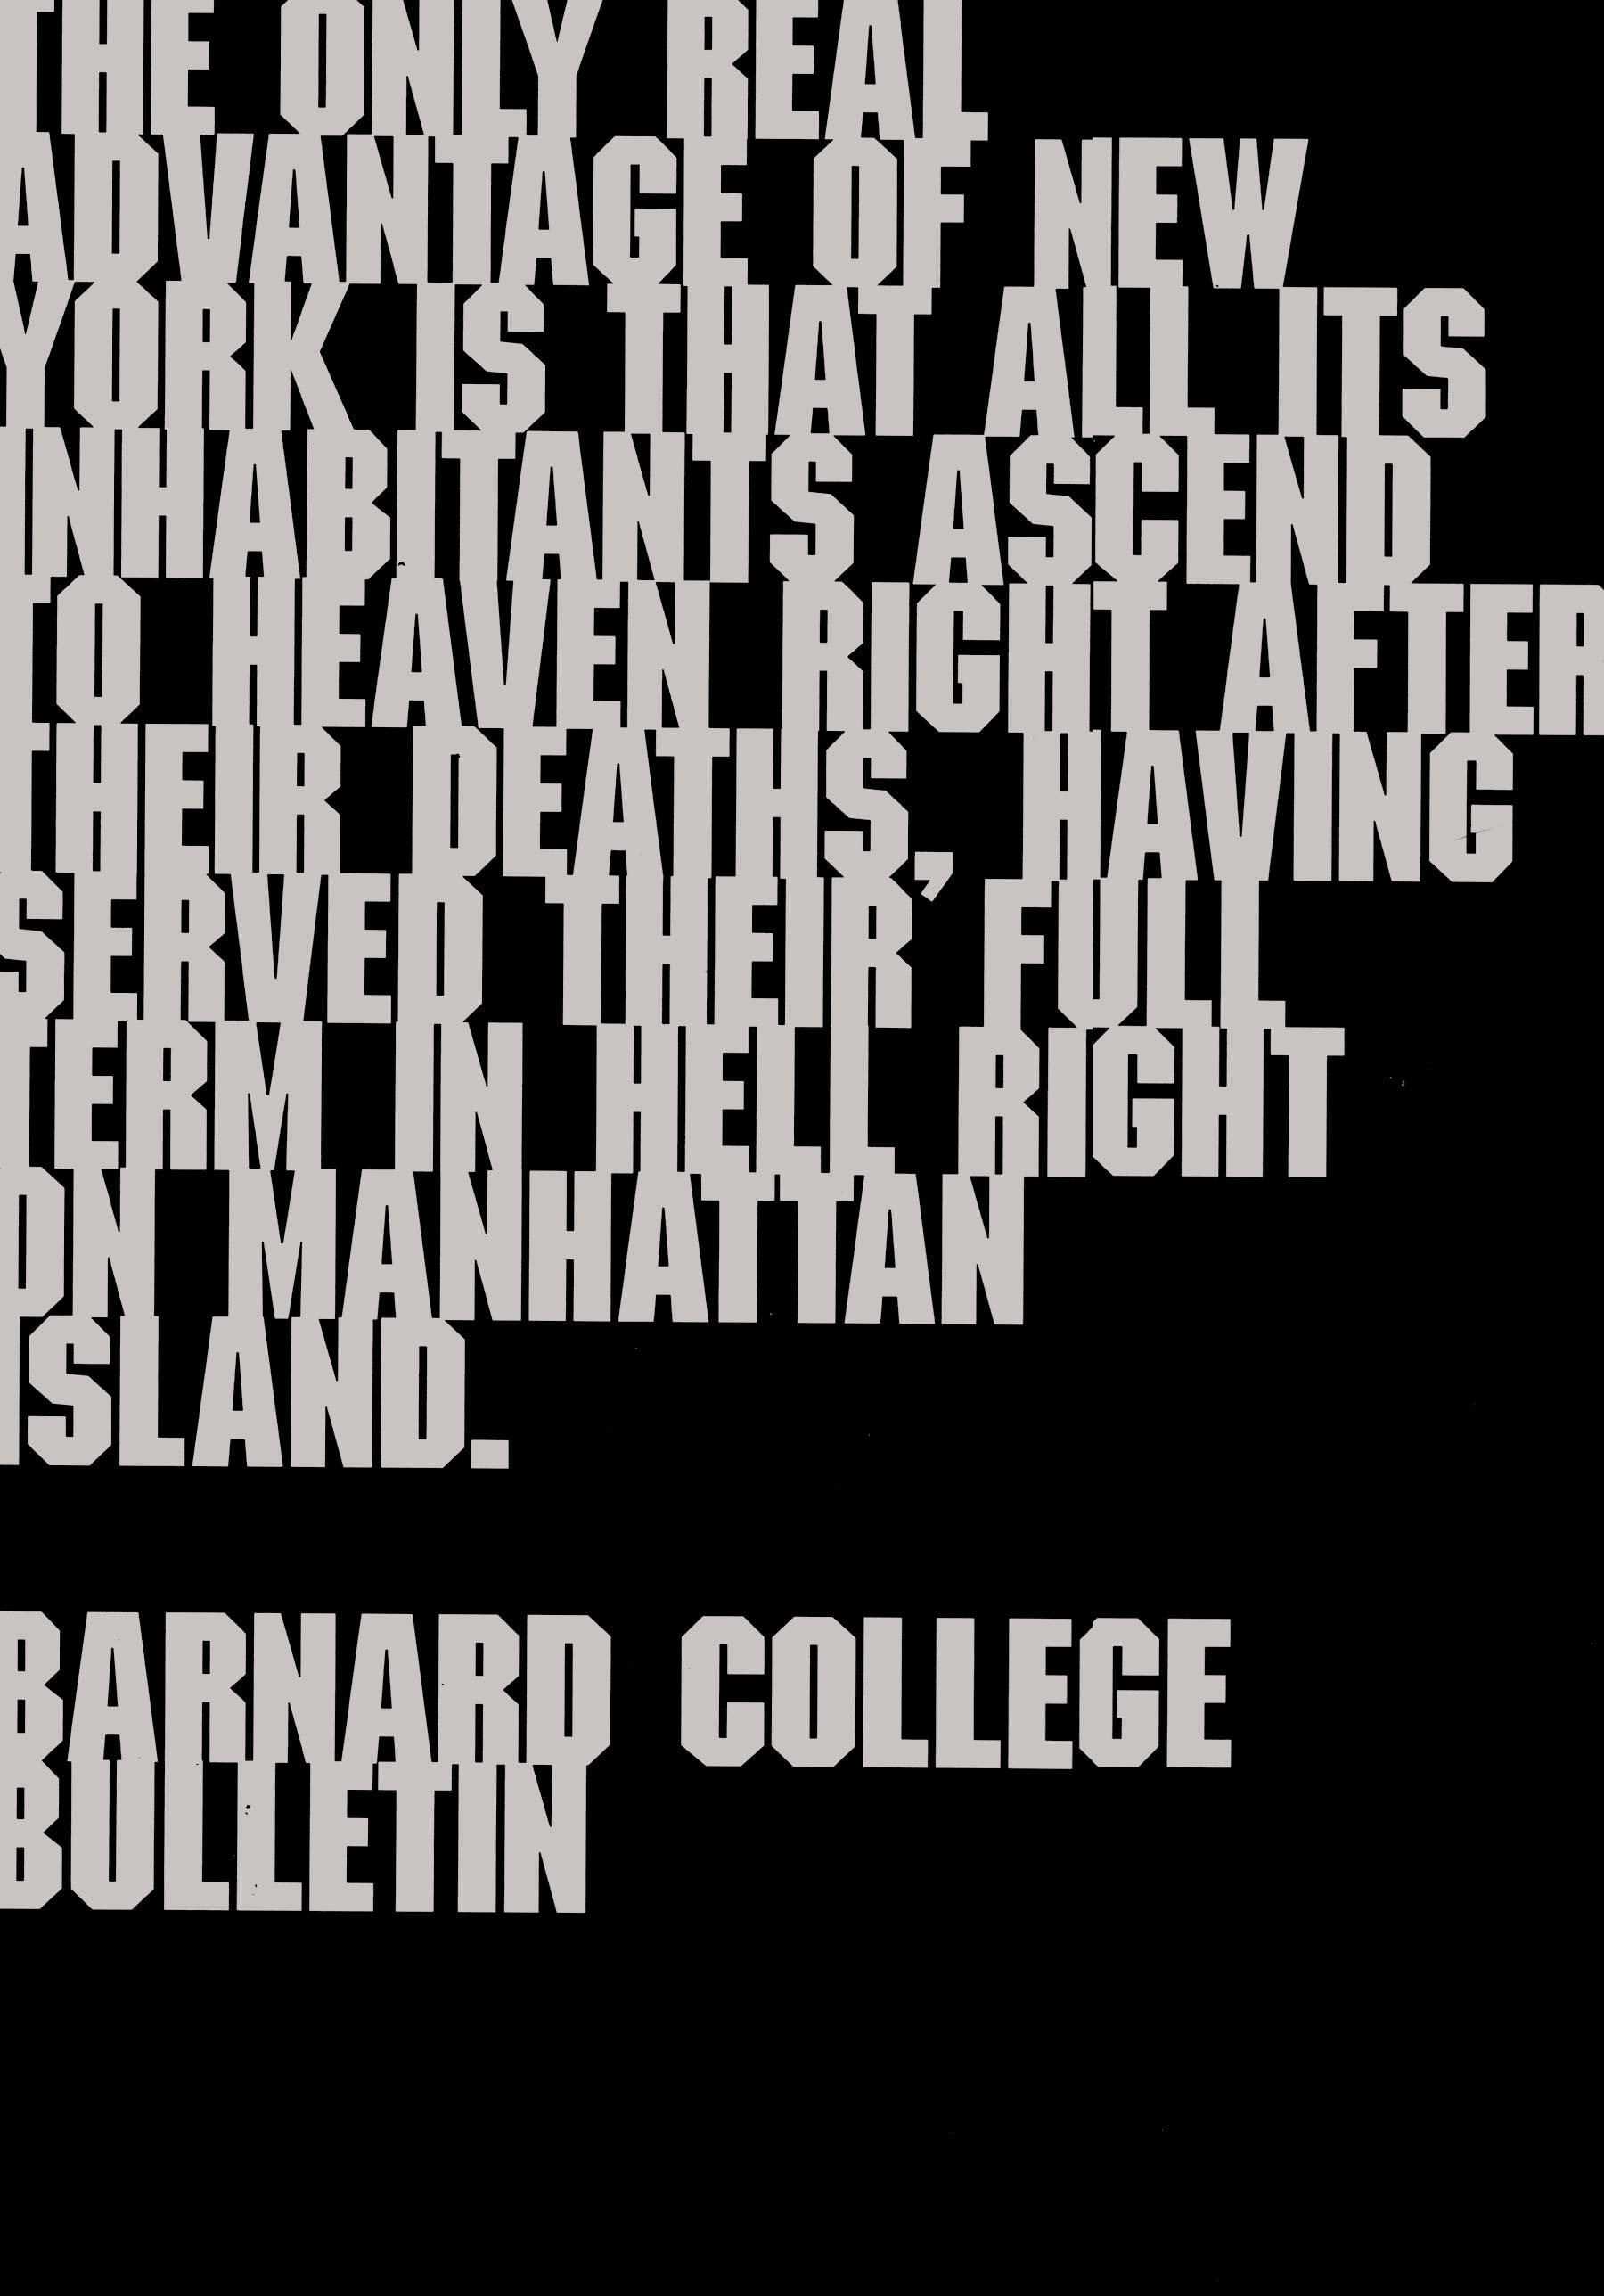 THE ONLY REAL
ADVANTAGE OF NEW
YORK IS THAT ALL ITS
INHABITANTS ASCEND
TO HEAVEN RIGHT AFTER
THEIR DEATHS, HAVING
SERVED THEIR FULL
TERM IN HELL RIGHT
ON MANHATTAN
ISLAND.
BARNARD COLLEGE
BULLETIN